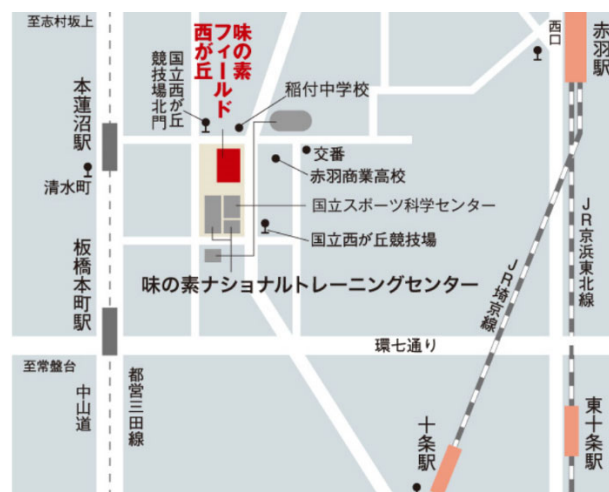 至志村坂上
国立西が丘
競技場北門
味の素
フィールド
西が丘
稲付中学校
西口
赤羽駅
本蓮沼駅
清水町
交番
赤羽商業高校
国立スポーツ科学センター
国立西が丘競技場
味の素ナショナルトレーニングセンター
板橋本町駅
JR埼京線
JR京浜東北線
環七通り
至常盤台
中山道
都営三田線
十条駅
東十条駅